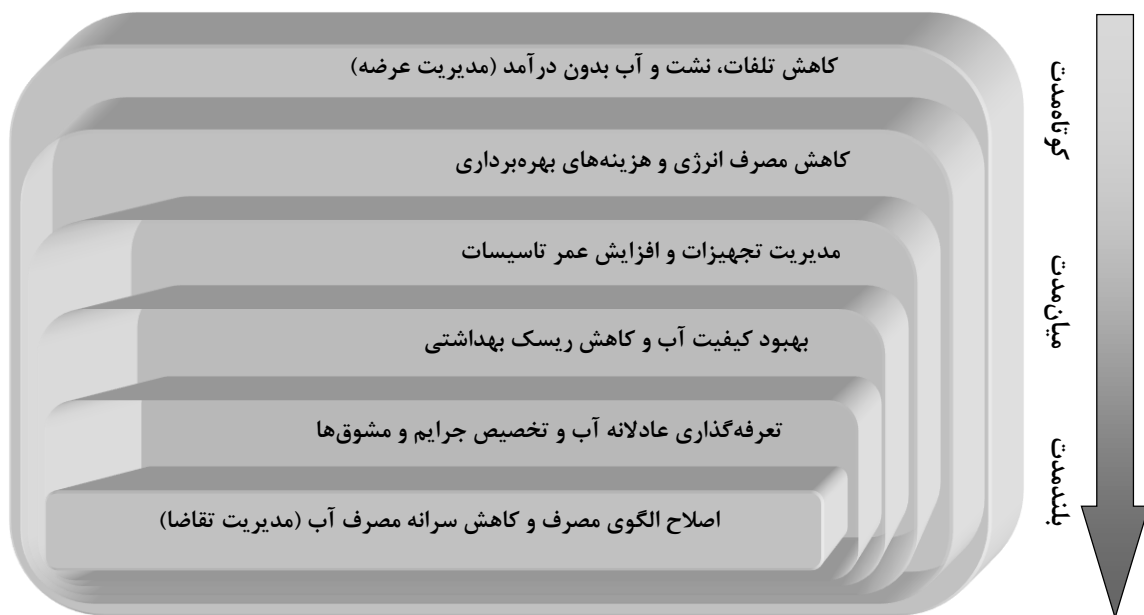 کاهش تلفات، نشت و آب بدون درآمد (مدیریت عرضه)
کاهش مصرف انرژی و هزینه‌های بهره‌برداری
مدیریت تجهیزات و افزایش عمر تاسیسات
بهبود کیفیت آب و کاهش ریسک بهداشتی
تعرفه‌گذاری عادلانه آب و تخصیص جرایم و مشوق‌ها
اصلاح الگوی مصرف و کاهش سرانه مصرف آب (مدیریت تقاضا)
کوتاه‌مدت
میان‌مدت
بلندمدت